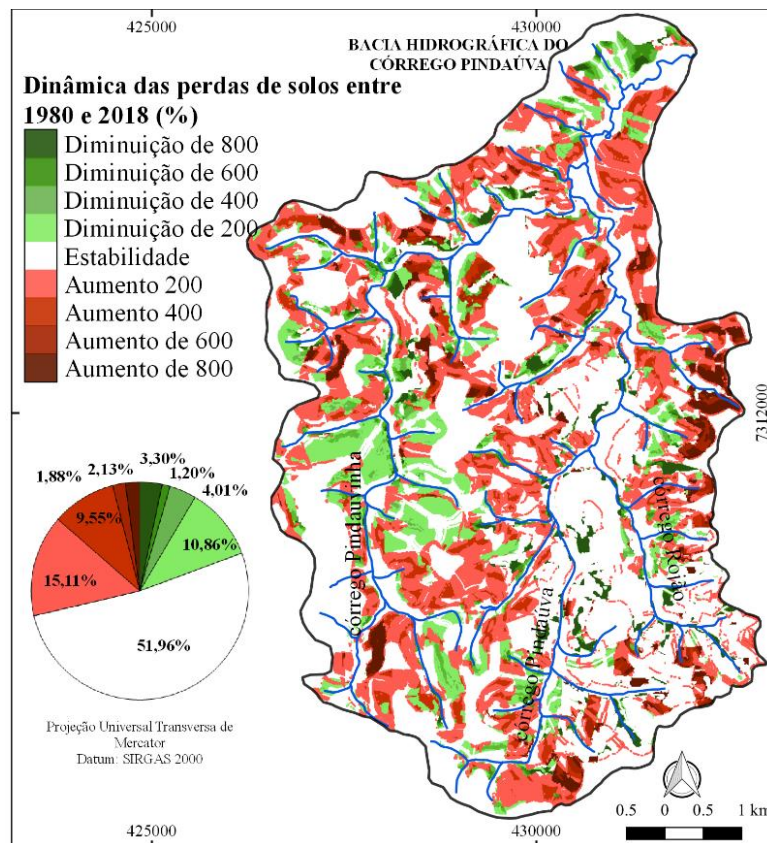 425000
430000
BACIA HIDROGRÁFICA DO
CÓRREGO PINDAÚVA
Dinâmica das perdas de solos entre
1980 e 2018 (%)
Diminuição de 800
Diminuição de 600
Diminuição de 400
Diminuição de 200
Estabilidade
Aumento 200
Aumento 400
Aumento de 600
Aumento de 800
7312000
1,88%
2,13%
3,30%
1,20%
4,01%
9,55%
10,86%
15,11%
51,96%
córrego Pindauvinha
córrego Pindaúva
córrego Rojão
Projeção Universal Transversa de
Mercator
Datum: SIRGAS 2000
0.5 0 0.5 1 km
425000
430000